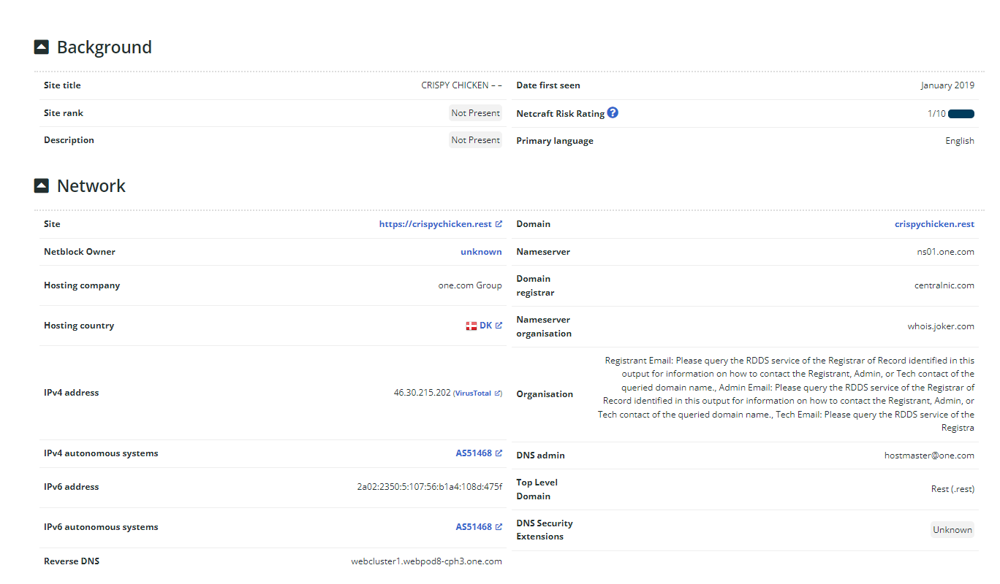 Background
Site title CRISPY CHICKEN – – Date first seen January 2019
Site rank Not Present Netcraft Risk Rating ? 1/10
Description Not Present Primary language English
Network
Site https://crispychicken.rest Domain crispychicken.rest
Netblock Owner unknown Nameserver ns01.one.com
Hosting company one.com Group Domain registrar centralnic.com
Hosting country DK Nameserver organisation whois.joker.com
IPv4 address 46.30.215.202 (VirusTotal) Organisation
Registrant Email: Please query the RDDS service of the Registrar of Record identified in this
output for information on how to contact the Registrant, Admin, or Tech contact of the
queried domain name., Admin Email: Please query the RDDS service of the Registrar of
Record identified in this output for information on how to contact the Registrant, Admin, or
Tech contact of the queried domain name., Tech Email: Please query the RDDS service of the
Registra
IPv4 autonomous systems AS51468 DNS admin hostmaster@one.com
IPv6 address 2a02:2350:5:107:56:b1a4:108d:475f Top Level Domain Rest (.rest)
IPv6 autonomous systems AS51468 DNS Security Extensions Unknown
Reverse DNS webcluster1.webpod8-cph3.one.com